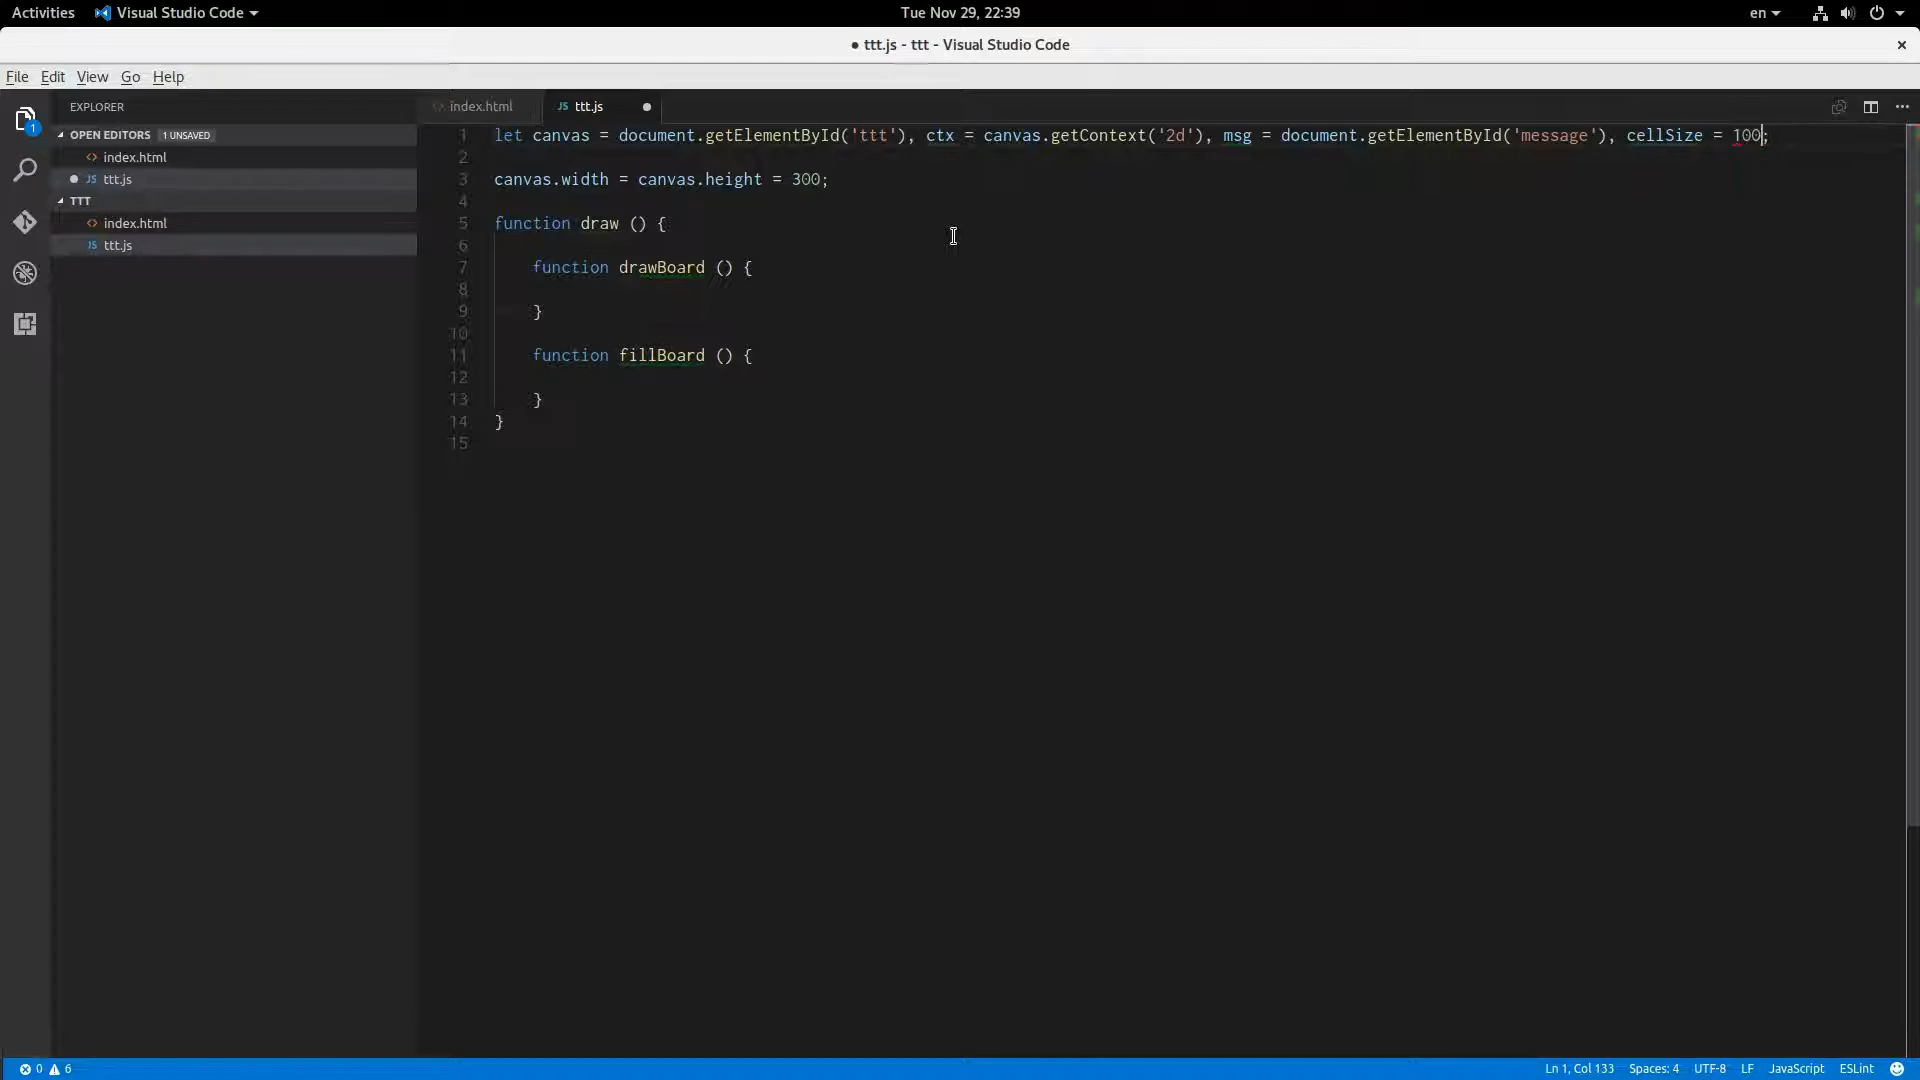 Activities Visual Studio Code Tue Nov 29, 22:39 en
● ttt.js - ttt - Visual Studio Code
File Edit View Go Help
EXPLORER
OPEN EDITORS 1 UNSAVED
index.html
JS ttt.js
TTT
index.html
JS ttt.js
1
index.html JS ttt.js
1 let canvas = document.getElementById('ttt'), ctx = canvas.getContext('2d'), msg = document.getElementById('message'), cellSize = 100;
2
3 canvas.width = canvas.height = 300;
4
5 function draw () {
6
7     function drawBoard () {
8
9     }
10
11     function fillBoard () {
12
13     }
14 }
15
0 6 Ln 1, Col 133 Spaces: 4 UTF-8 LF JavaScript ESLint